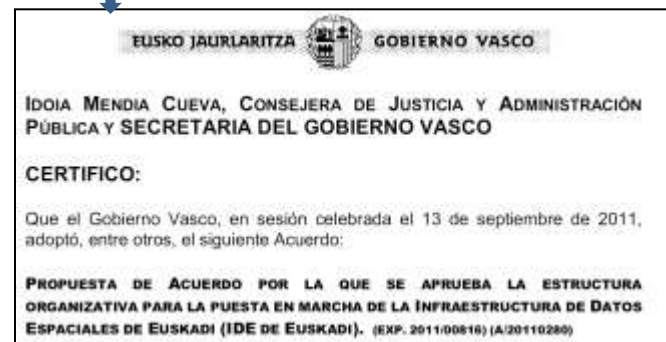 EUSKO JAURLARITZA GOBIERNO VASCO
IDOIA MENDIA CUEVA, CONSEJERA DE JUSTICIA Y ADMINISTRACIÓN
PÚBLICA Y SECRETARIA DEL GOBIERNO VASCO
CERTIFICO:
Que el Gobierno Vasco, en sesión celebrada el 13 de septiembre de 2011,
adoptó, entre otros, el siguiente Acuerdo:
PROPUESTA DE ACUERDO POR LA QUE SE APRUEBA LA ESTRUCTURA
ORGANIZATIVA PARA LA PUESTA EN MARCHA DE LA INFRAESTRUCTURA DE DATOS
ESPACIALES DE EUSKADI (IDE DE EUSKADI). (EXP. 2011/00816) (A/20110280)